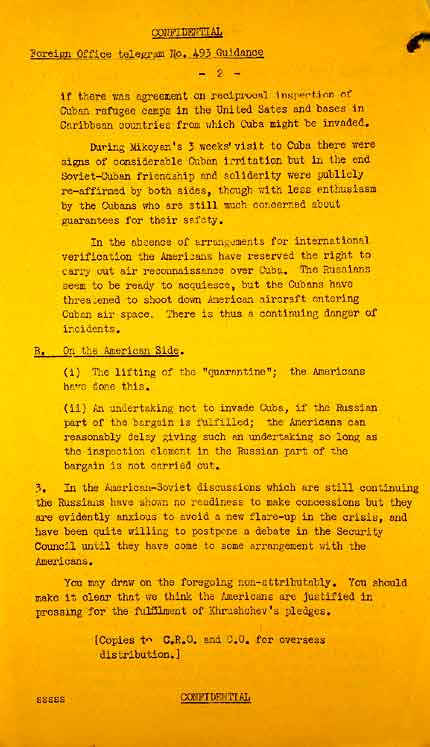 CONFIDENTIAL
Foreign Office telegram No. 493 Guidance
- 2 -
if there was agreement on reciprocal inspection of
Cuban refugee camps in the United Sates and bases in
Caribbean countries from which Cuba might be invaded.
During Mikoyan's 3 weeks' visit to Cuba there were
signs of considerable Cuban irritation but in the end
Soviet-Cuban friendship and solidarity were publicly
re-affirmed by both sides, though with less enthusiasm
by the Cubans who are still much concerned about
guarantees for their safety.
In the absence of arrangements for international
verification the Americans have reserved the right to
carry out air reconnaissance over Cuba. The Russians
seem to be ready to acquiesce, but the Cubans have
threatened to shoot down American aircraft entering
Cuban air space. There is thus a continuing danger of
incidents.
B. On the American Side.
(i) The lifting of the "quarantine"; the Americans
have done this.
(ii) An undertaking not to invade Cuba, if the Russian
part of the bargain is fulfilled; the Americans can
reasonably delay giving such an undertaking so long as
the inspection element in the Russian part of the
bargain is not carried out.
3. In the American-Soviet discussions which are still continuing
the Russians have shown no readiness to make concessions but they
are evidently anxious to avoid a new flare-up in the crisis, and
have been quite willing to postpone a debate in the Security
Council until they have come to some arrangement with the
Americans.
You may draw on the foregoing non-attributably. You should
make it clear that we think the Americans are justified in
pressing for the fulfilment of Khrushchev's pledges.
[Copies to C.R.O. and C.O. for overseas
distribution.]
sssss
CONFIDENTIAL